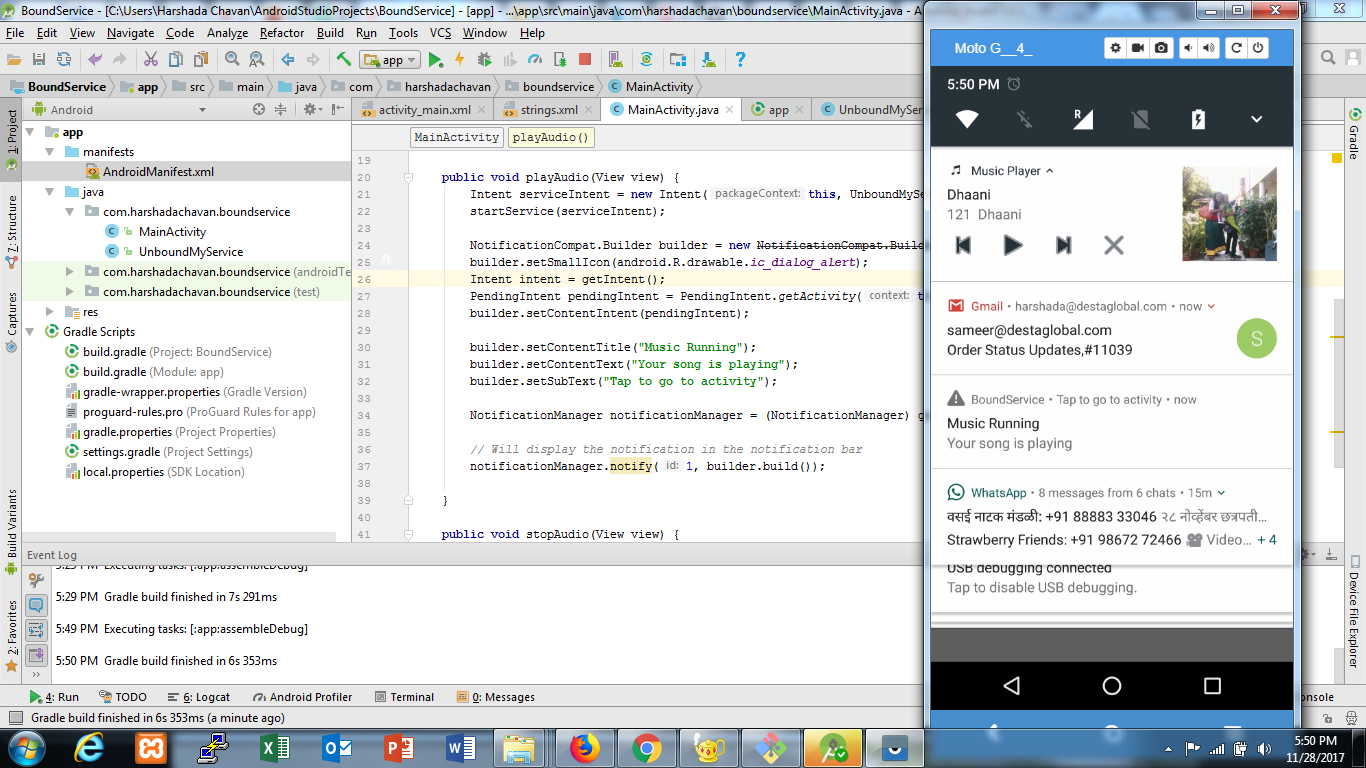 BoundService - [C:\Users\Harshada Chavan\AndroidStudioProjects\BoundService] - [app] - ...\app\src\main\java\com\harshadachavan\boundservice\MainActivity.java - A
File Edit View Navigate Code Analyze Refactor Build Run Tools VCS Window Help
app
BoundService app src main java com harshadachavan boundservice MainActivity
Android
activity_main.xml strings.xml MainActivity.java app UnboundMySe
MainActivity playAudio()
1: Project
7: Structure
Captures
Build Variants
2: Favorites
app
manifests
AndroidManifest.xml
java
com.harshadachavan.boundservice
MainActivity
UnboundMyService
com.harshadachavan.boundservice (androidTe
com.harshadachavan.boundservice (test)
res
Gradle Scripts
build.gradle (Project: BoundService)
build.gradle (Module: app)
gradle-wrapper.properties (Gradle Version)
proguard-rules.pro (ProGuard Rules for app)
gradle.properties (Project Properties)
settings.gradle (Project Settings)
local.properties (SDK Location)
19
20 public void playAudio(View view) {
21 Intent serviceIntent = new Intent( packageContext: this, UnboundMySe
22 startService(serviceIntent);
23
24 NotificationCompat.Builder builder = new NotificationCompat.Buil
25 builder.setSmallIcon(android.R.drawable.ic_dialog_alert);
26 Intent intent = getIntent();
27 PendingIntent pendingIntent = PendingIntent.getActivity( context: t
28 builder.setContentIntent(pendingIntent);
29
30 builder.setContentTitle("Music Running");
31 builder.setContentText("Your song is playing");
32 builder.setSubText("Tap to go to activity");
33
34 NotificationManager notificationManager = (NotificationManager) g
35
36 // Will display the notification in the notification bar
37 notificationManager.notify( id: 1, builder.build());
38
39 }
40
41 public void stopAudio(View view) {
Event Log
5:29 PM Executing tasks: [:app:assembleDebug]
5:29 PM Gradle build finished in 7s 291ms
5:49 PM Executing tasks: [:app:assembleDebug]
5:50 PM Gradle build finished in 6s 353ms
4: Run TODO 6: Logcat Android Profiler Terminal 0: Messages
onsole
Gradle build finished in 6s 353ms (a minute ago)
Gradle
Device File Explorer
Moto G__4_
5:50 PM
R
Music Player
Dhaani
121 Dhaani
Gmail • harshada@destaglobal.com • now
sameer@destaglobal.com
Order Status Updates,#11039
S
BoundService • Tap to go to activity • now
Music Running
Your song is playing
WhatsApp • 8 messages from 6 chats • 15m
वसई नाटक मंडळी: +91 88883 33046 २८ नोव्हेंबर छत्रपती...
Strawberry Friends: +91 98672 72466 Video... + 4
USB debugging connected
Tap to disable USB debugging.
5:50 PM
11/28/2017